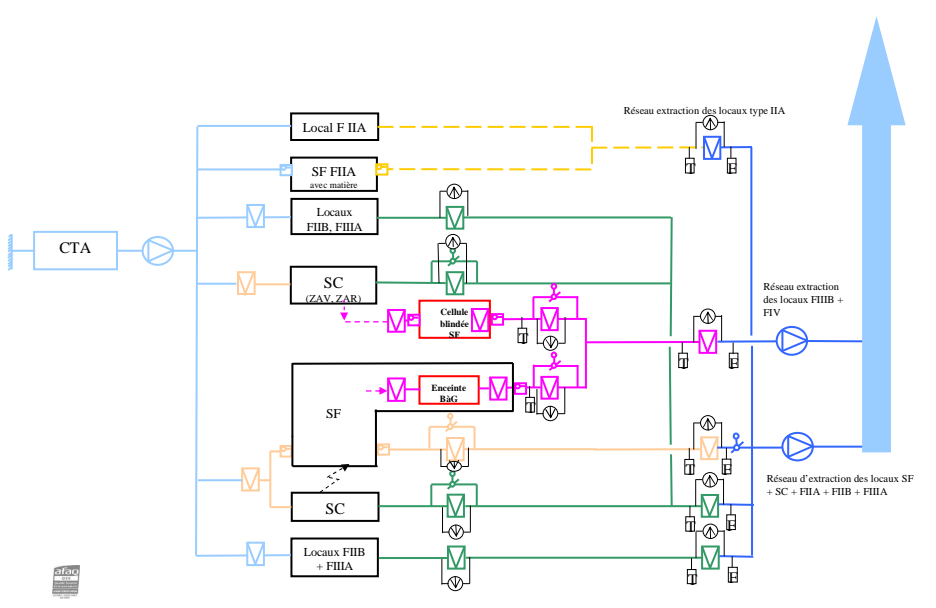 Réseau extraction des locaux type IIA
Local F IIA
SF FIIA
avec matière
Locaux
FIIB, FIIIA
CTA
SC
(ZAV, ZAR)
Réseau extraction
des locaux FIIIB +
FIV
Cellule
blindée
SF
Enceinte
BàG
SF
Réseau d'extraction des locaux SF
+ SC + FIIA + FIIB + FIIIA
SC
Locaux FIIB
+ FIIIA
afaq